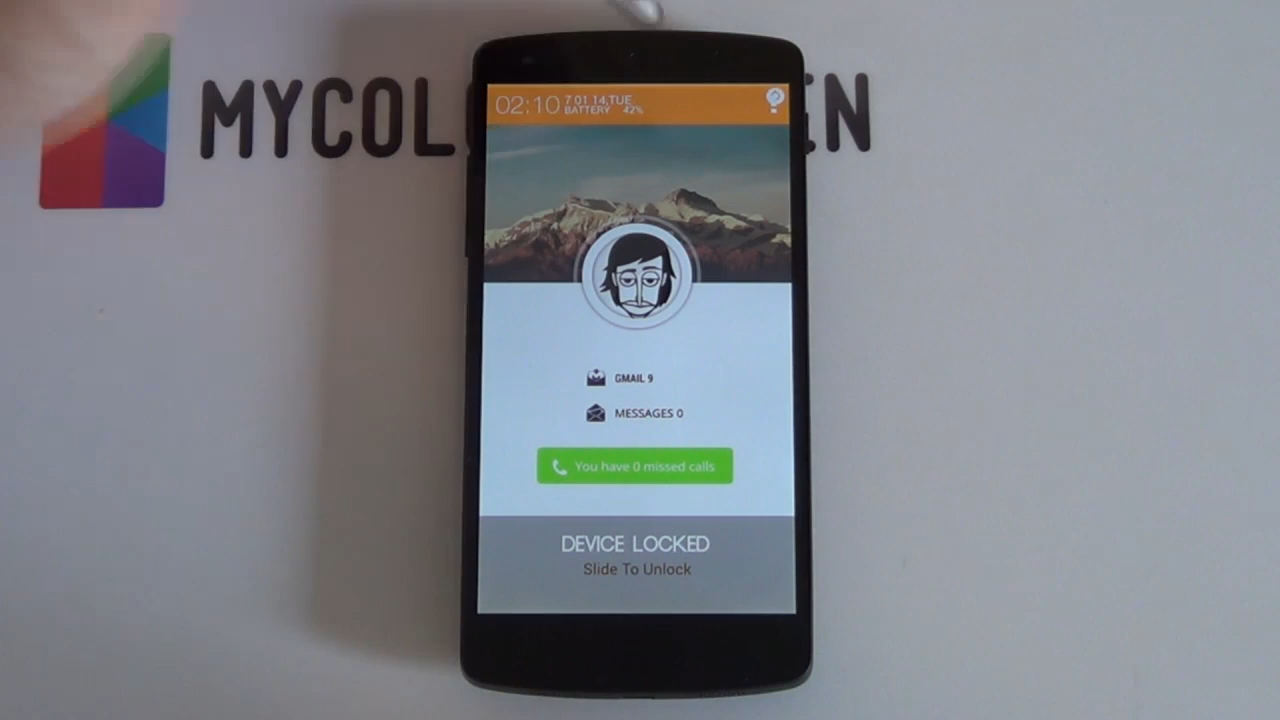 MYCOL EN
02:10 7 01 14,TUE
BATTERY 42%
GMAIL 9
MESSAGES 0
You have 0 missed calls
DEVICE LOCKED
Slide To Unlock